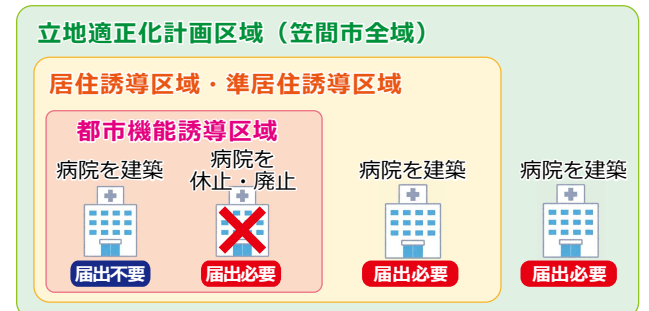 立地適正化計画区域（笠間市全域）
居住誘導区域・準居住誘導区域
都市機能誘導区域
病院を建築
届出不要
病院を
休止・廃止
届出必要
病院を建築
届出必要
病院を建築
届出必要